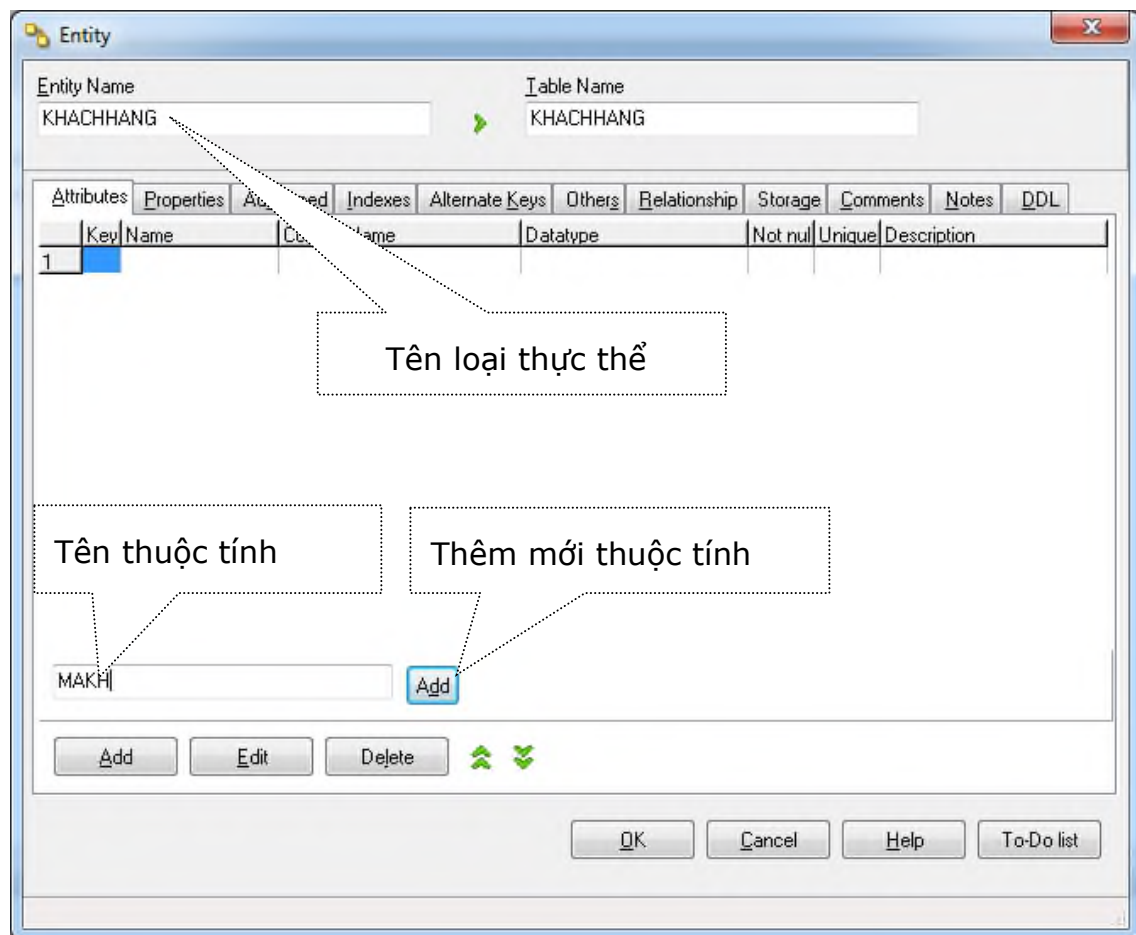 Entity
Entity Name Table Name
KHACHHANG KHACHHANG
Attributes Properties Indexes Alternate Keys Others Relationship Storage Comments Notes DDL
Key Name Datatype Not nul Unique Description
1
Tên loại thực thể
Tên thuộc tính Thêm mới thuộc tính
MAKH Add
Add Edit Delete
OK Cancel Help To-Do list